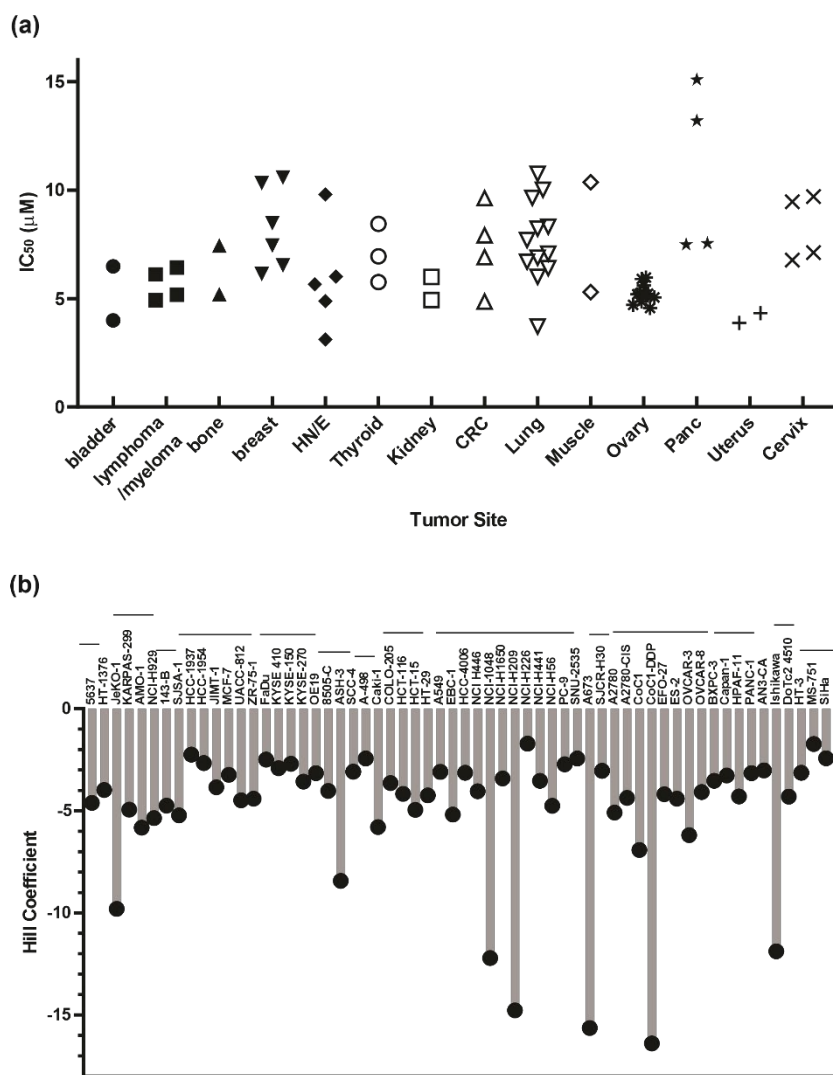 (a)
15
10
5
0
IC50 (μM)
bladder
lymphoma
/myeloma
bone
breast
HN/E
Thyroid
Kidney
CRC
Lung
Muscle
Ovary
Panc
Uterus
Cervix
Tumor Site
(b)
5637
HT-1376
JeKO-1
KARPAS-299
AMO-1
NCI-H929
143-B
SJSA-1
HCC-1937
HCC-1954
JIMT-1
MCF-7
UACC-812
ZR-75-1
FaDu
KYSE 410
KYSE-150
KYSE-270
OE19
8505-C
ASH-3
SCC-4
A-498
Caki-1
COLO-205
HCT-116
HCT-15
HT-29
A549
EBC-1
HCC-4006
NCI-H446
NCI-1048
NCI-H1650
NCI-H209
NCI-H226
NCI-H441
NCI-H56
PC-9
SNU-2535
A673
SJCR-H30
A2780
A2780-CIS
CoC1
CoC1-DDP
EFO-27
ES-2
OVCAR-3
OVCAR-8
BXPC-3
Capan-1
HPAF-11
PANC-1
AN3-CA
Ishikawa
DoTc2 4510
HT-3
MS-751
SiHa
0
-5
-10
-15
Hill Coefficient